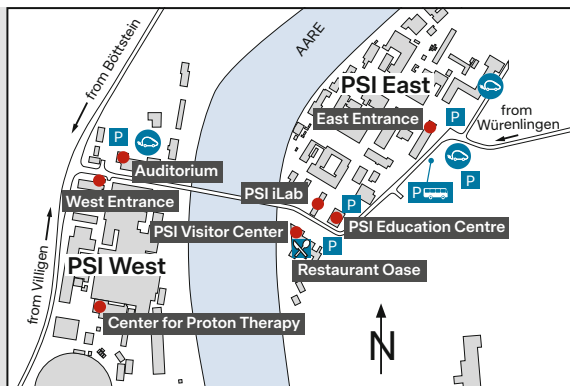 from Böttstein
AARE
PSI East
East Entrance
P
from
Würenlingen
P
Auditorium
P
P
West Entrance
PSI iLab
P
PSI Education Centre
PSI Visitor Center
P
Restaurant Oase
PSI West
from Villigen
Center for Proton Therapy
N